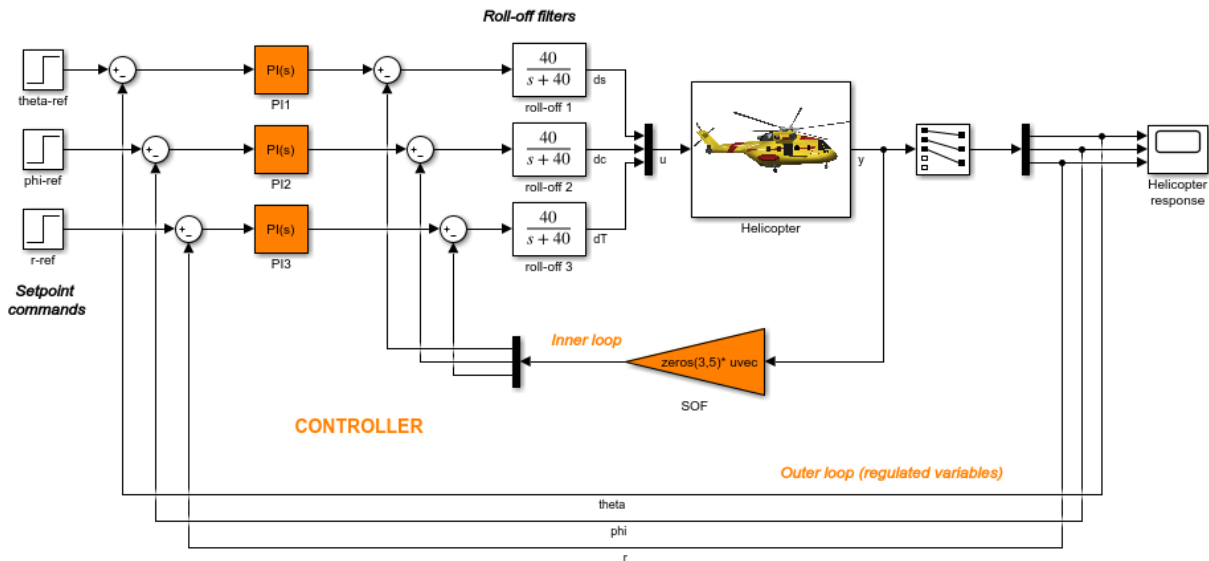 Roll-off filters
theta-ref
+
-
PI(s)
PI1
+
-
40
s + 40
roll-off 1
ds
phi-ref
+
-
PI(s)
PI2
+
-
40
s + 40
roll-off 2
dc
u
Helicopter
y
Helicopter
response
r-ref
+
-
PI(s)
PI3
+
-
40
s + 40
roll-off 3
dT
Setpoint
commands
Inner loop
zeros(3,5)* uvec
SOF
CONTROLLER
Outer loop (regulated variables)
theta
phi
r